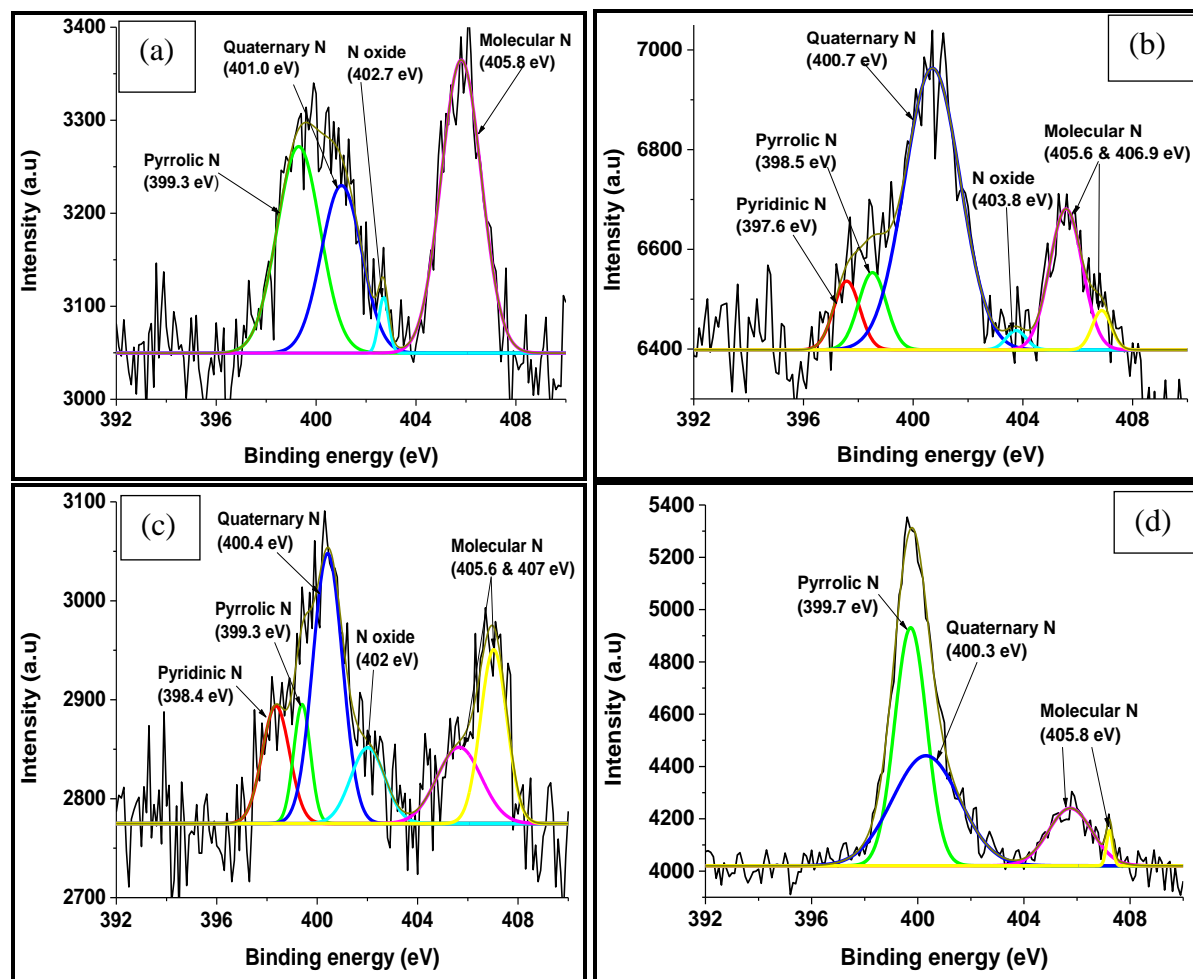 (a)
3400
3300
3200
3100
3000
Intensity (a.u)
Quaternary N
(401.0 eV)
N oxide
(402.7 eV)
Molecular N
(405.8 eV)
Pyrrolic N
(399.3 eV)
392 396 400 404 408
Binding energy (eV)
(b)
7000
6800
6600
6400
Intensity (a.u)
Quaternary N
(400.7 eV)
Pyrrolic N
(398.5 eV)
Pyridinic N
(397.6 eV)
Molecular N
(405.6 & 406.9 eV)
N oxide
(403.8 eV)
392 396 400 404 408
Binding energy (eV)
(c)
3100
3000
2900
2800
2700
Intensity (a.u)
Quaternary N
(400.4 eV)
Molecular N
(405.6 & 407 eV)
Pyrrolic N
(399.3 eV)
N oxide
(402 eV)
Pyridinic N
(398.4 eV)
392 396 400 404 408
Binding energy (eV)
(d)
5400
5200
5000
4800
4600
4400
4200
4000
Intensity (a.u)
Pyrrolic N
(399.7 eV)
Quaternary N
(400.3 eV)
Molecular N
(405.8 eV)
392 396 400 404 408
Binding energy (eV)